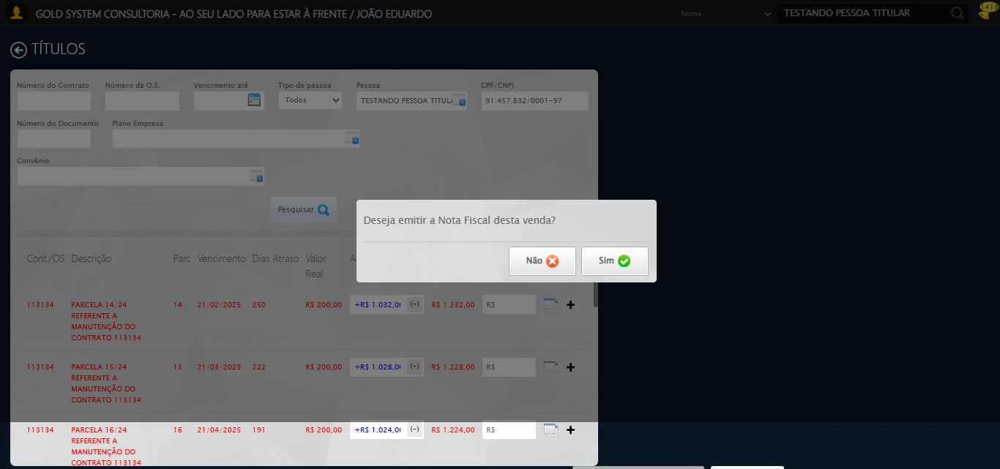 GOLD SYSTEM CONSULTORIA - AO SEU LADO PARA ESTAR À FRENTE / JOÃO EDUARDO
Nome
TESTANDO PESSOA TITULAR
1418
TÍTULOS
Número do Contrato Número da O.S. Vencimento até Tipo de pessoa Pessoa CPF/CNPJ
Todos TESTANDO PESSOA TITUL 91.457.832/0001-97
Número do Documento Plano Empresa
Convênio
Pesquisar
Deseja emitir a Nota Fiscal desta venda?
Não Sim
Cont./OS Descrição Parc Vencimento Dias Atraso Valor Real
113134 PARCELA 14/24 14 21/02/2025 250 R$ 200,00 +R$ 1.032,00 (-) R$ 1.232,00 R$
REFERENTE A
MANUTENÇÃO DO
CONTRATO 113134
113134 PARCELA 15/24 15 21/03/2025 222 R$ 200,00 +R$ 1.028,00 (-) R$ 1.228,00 R$
REFERENTE A
MANUTENÇÃO DO
CONTRATO 113134
113134 PARCELA 16/24 16 21/04/2025 191 R$ 200,00 +R$ 1.024,00 (-) R$ 1.224,00 R$
REFERENTE A
MANUTENÇÃO DO
CONTRATO 113134